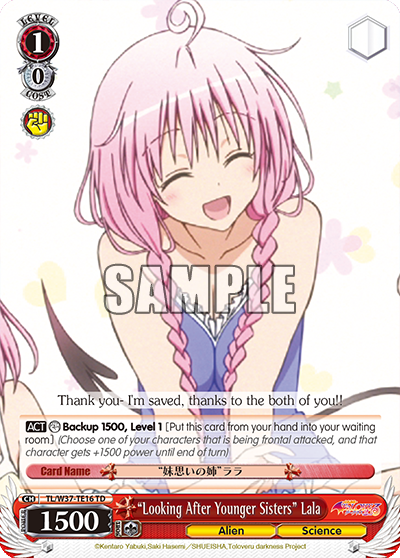 LEVEL
1
0
COST
SAMPLE
Thank you- I'm saved, thanks to the both of you!!
ACT Backup 1500, Level 1 [Put this card from your hand into your waiting
room] (Choose one of your characters that is being frontal attacked, and that
character gets +1500 power until end of turn)
Card Name “妹思いの姉”ララ
CH TL/W37-TE16 TD
POWER 1500 “Looking After Younger Sisters” Lala
Alien Science
©Kentaro Yabuki,Saki Hasemi /SHUEISHA,Toloveru darkness Project